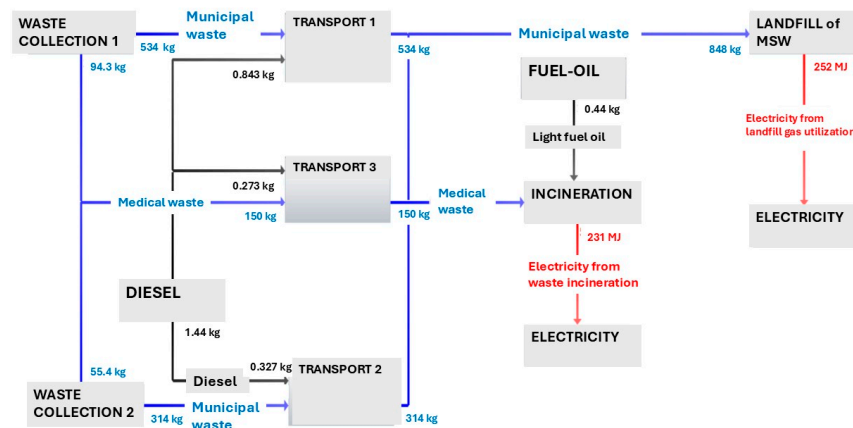 WASTE
COLLECTION 1
Municipal
waste
534 kg
94.3 kg
TRANSPORT 1
534 kg
0.843 kg
Municipal waste
848 kg
LANDFILL of
MSW
252 MJ
Electricity from
landfill gas utilization
ELECTRICITY
FUEL-OIL
0.44 kg
Light fuel oil
TRANSPORT 3
0.273 kg
Medical waste
150 kg
150 kg
Medical
waste
INCINERATION
231 MJ
Electricity from
waste incineration
ELECTRICITY
DIESEL
1.44 kg
Diesel
0.327 kg
TRANSPORT 2
55.4 kg
WASTE
COLLECTION 2
314 kg
Municipal
waste
314 kg